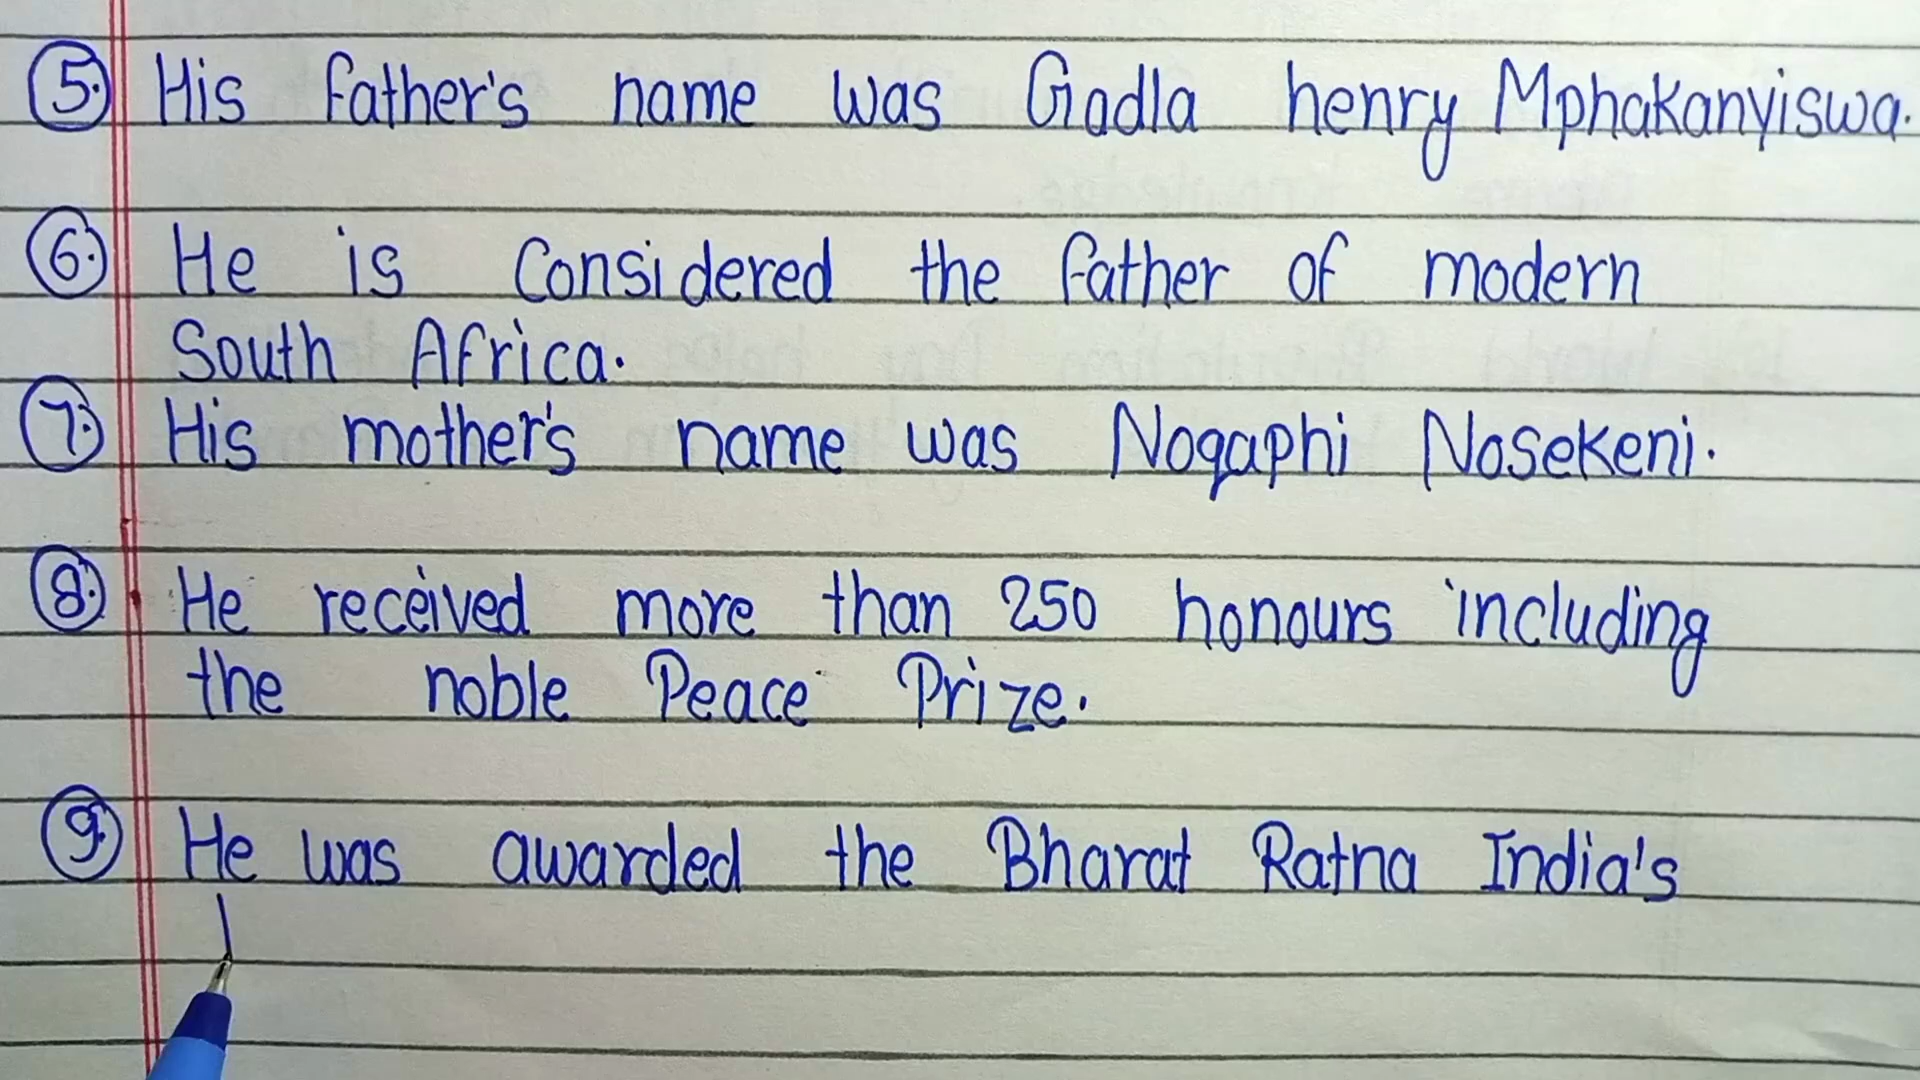 5. His father's name was Gadla henry Mphakanyiswa.
6. He is Considered the father of modern
South Africa.
7. His mother's name was Noqaphi Nosekeni.
8. He received more than 250 honours including
the noble Peace Prize.
9. He was awarded the Bharat Ratna India's